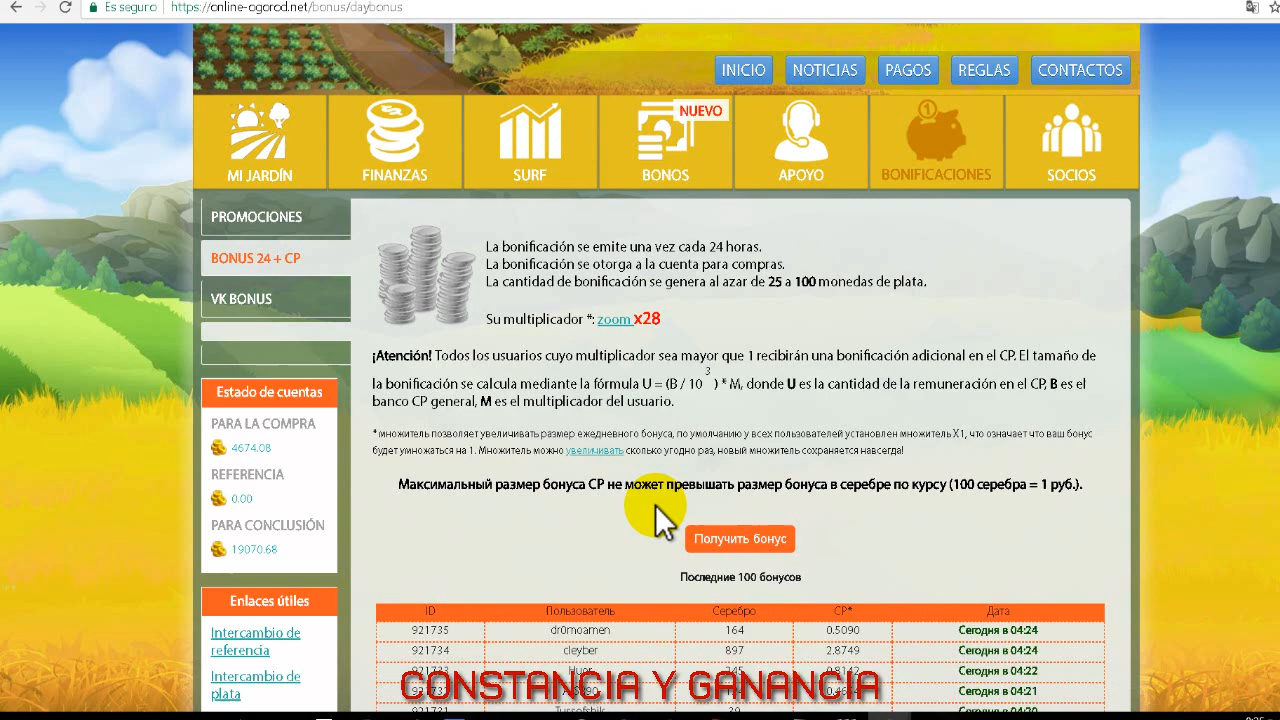 Es seguro https://online-ogorod.net/bonus/daybonus
INICIO NOTICIAS PAGOS REGLAS CONTACTOS
NUEVO
MI JARDÍN FINANZAS SURF BONOS APOYO BONIFICACIONES SOCIOS
PROMOCIONES
BONUS 24 + CP
VK BONUS
La bonificación se emite una vez cada 24 horas.
La bonificación se otorga a la cuenta para compras.
La cantidad de bonificación se genera al azar de 25 a 100 monedas de plata.
Su multiplicador *: zoom x28
¡Atención! Todos los usuarios cuyo multiplicador sea mayor que 1 recibirán una bonificación adicional en el CP. El tamaño de
la bonificación se calcula mediante la fórmula U = (B / 10 3 ) * M, donde U es la cantidad de la remuneración en el CP, B es el
banco CP general, M es el multiplicador del usuario.
* множитель позволяет увеличивать размер ежедневного бонуса, по умолчанию у всех пользователей установлен множитель X1, что означает что ваш бонус
будет умножаться на 1. Множитель можно увеличивать сколько угодно раз, новый множитель сохраняется навсегда!
Максимальный размер бонуса CP не может превышать размер бонуса в серебре по курсу (100 серебра = 1 руб.).
Получить бонус
Последние 100 бонусов
Estado de cuentas
PARA LA COMPRA
4674.08
REFERENCIA
0.00
PARA CONCLUSIÓN
19070.68
Enlaces útiles
Intercambio de
referencia
Intercambio de
plata
ID Пользователь Серебро CP* Дата
921735 dr0moamen 164 0.5090 Сегодня в 04:24
921734 cleyber 897 2.8749 Сегодня в 04:24
Сегодня в 04:22
Сегодня в 04:21
CONSTANCIA Y GANANCIA